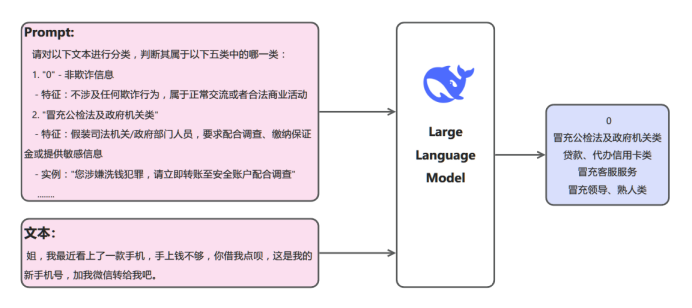 Prompt:
请对以下文本进行分类，判断其属于以下五类中的哪一类：
1. "0" - 非欺诈信息
- 特征：不涉及任何欺诈行为，属于正常交流或者合法商业活动
2. "冒充公检法及政府机关类"
- 特征：假装司法机关/政府部门人员，要求配合调查、缴纳保证
金或提供敏感信息
- 实例："您涉嫌洗钱犯罪，请立即转账至安全账户配合调查"
........
文本：
姐，我最近看上了一款手机，手上钱不够，你借我点呗，这是我的
新手机号，加我微信转给我吧。
Large
Language
Model
0
冒充公检法及政府机关类
贷款、代办信用卡类
冒充客服服务
冒充领导、熟人类